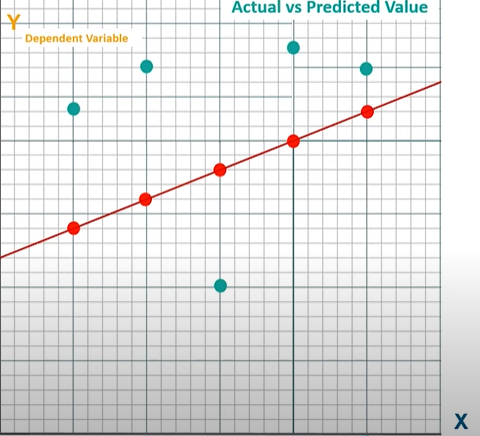 Actual vs Predicted Value
Y
Dependent Variable
X